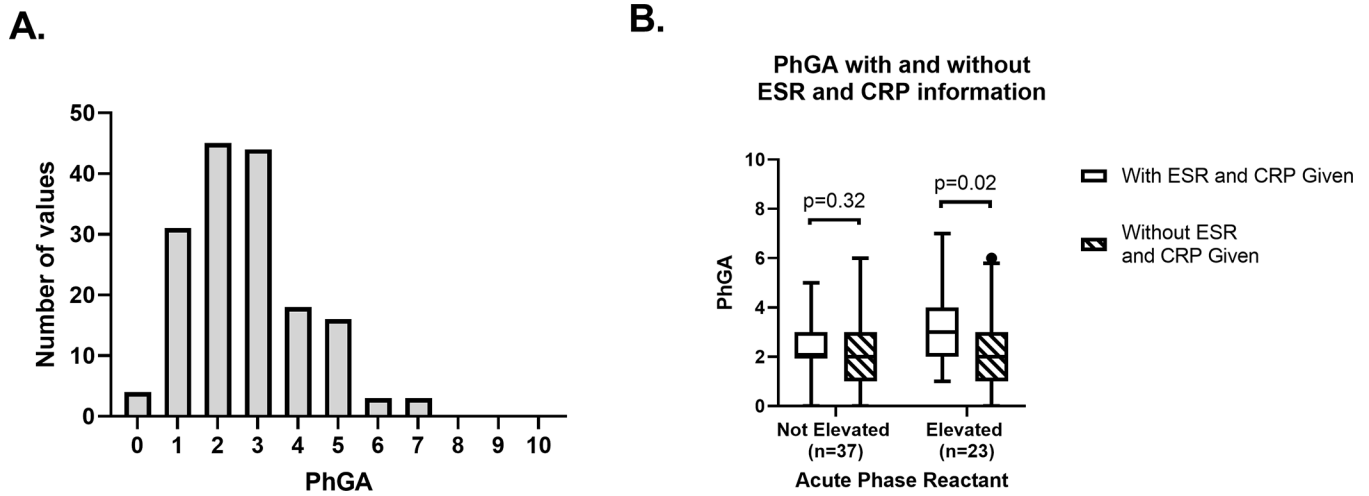 A.
50
40
30
20
10
0
Number of values
0 1 2 3 4 5 6 7 8 9 10
PhGA
B.
PhGA with and without
ESR and CRP information
10
8
6
4
2
0
PhGA
p=0.32
p=0.02
Not Elevated
(n=37)
Elevated
(n=23)
Acute Phase Reactant
With ESR and CRP Given
Without ESR
and CRP Given